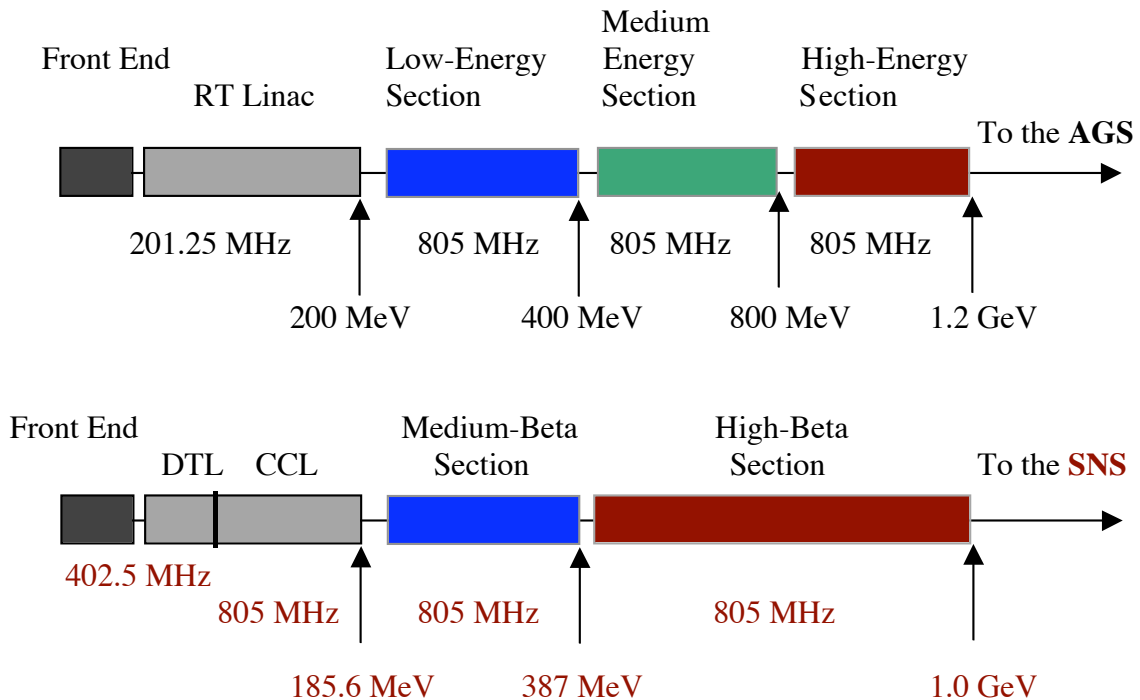 Medium
Front End Low-Energy Energy High-Energy
RT Linac Section Section Section
To the AGS
201.25 MHz 805 MHz 805 MHz 805 MHz
200 MeV 400 MeV 800 MeV 1.2 GeV
Front End Medium-Beta High-Beta
DTL CCL Section Section To the SNS
402.5 MHz
805 MHz 805 MHz 805 MHz
185.6 MeV 387 MeV 1.0 GeV